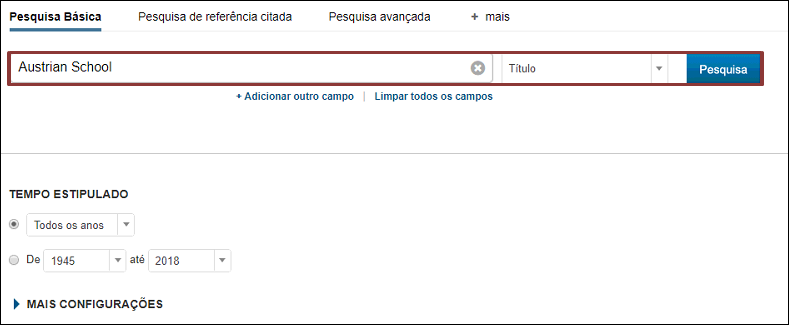 Pesquisa Básica Pesquisa de referência citada Pesquisa avançada + mais
Austrian School Título Pesquisa
+ Adicionar outro campo | Limpar todos os campos
TEMPO ESTIPULADO
Todos os anos
De 1945 até 2018
MAIS CONFIGURAÇÕES